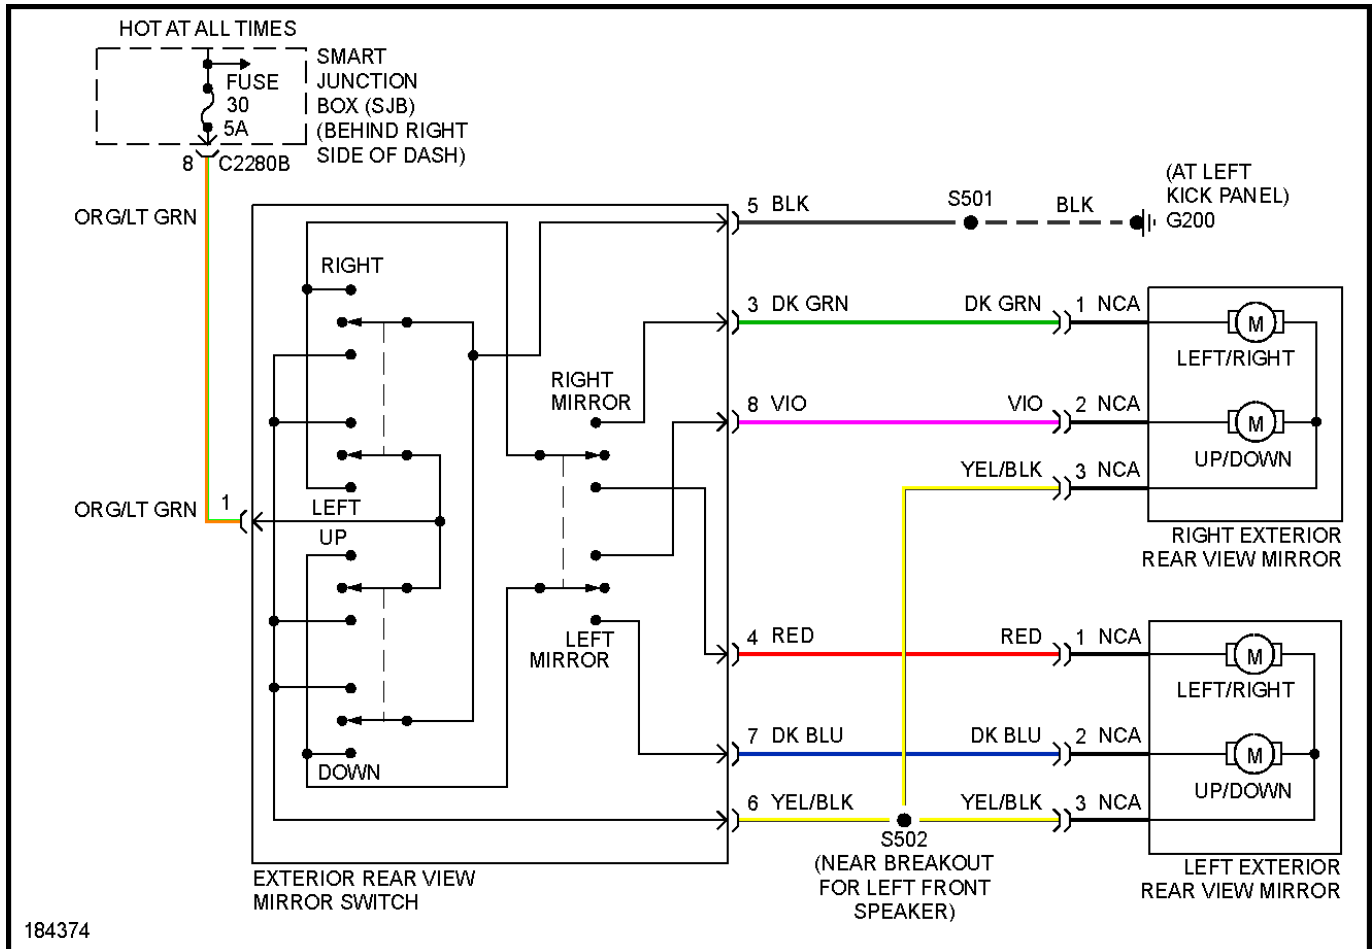 HOT AT ALL TIMES
SMART
JUNCTION
BOX (SJB)
(BEHIND RIGHT
SIDE OF DASH)
FUSE
30
5A
8 C2280B
ORG/LT GRN
ORG/LT GRN
1
RIGHT
LEFT
UP
DOWN
RIGHT
MIRROR
LEFT
MIRROR
EXTERIOR REAR VIEW
MIRROR SWITCH
5 BLK
S501
BLK
(AT LEFT
KICK PANEL)
G200
3 DK GRN
DK GRN
1 NCA
8 VIO
VIO
2 NCA
YEL/BLK
3 NCA
M
LEFT/RIGHT
M
UP/DOWN
RIGHT EXTERIOR
REAR VIEW MIRROR
4 RED
RED
1 NCA
7 DK BLU
DK BLU
2 NCA
6 YEL/BLK
YEL/BLK
3 NCA
S502
(NEAR BREAKOUT
FOR LEFT FRONT
SPEAKER)
M
LEFT/RIGHT
M
UP/DOWN
LEFT EXTERIOR
REAR VIEW MIRROR
184374